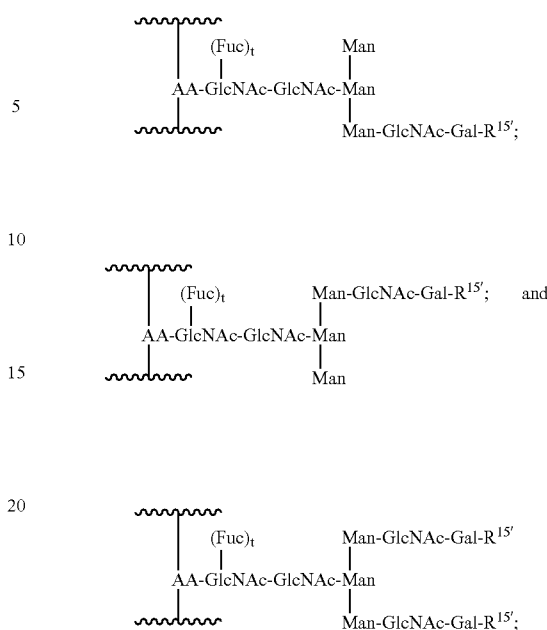 (Fuc)t Man
AA-GlcNAc-GlcNAc-Man
5
Man-GlcNAc-Gal-R15';
10
(Fuc)t Man-GlcNAc-Gal-R15'; and
AA-GlcNAc-GlcNAc-Man
15
Man
20
(Fuc)t Man-GlcNAc-Gal-R15'
AA-GlcNAc-GlcNAc-Man
Man-GlcNAc-Gal-R15';